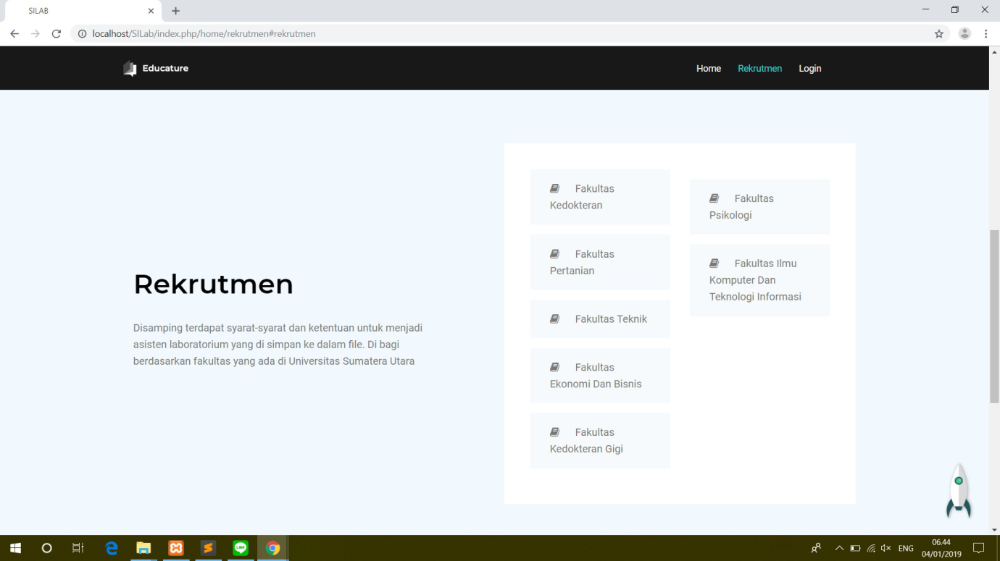 SILAB
localhost/SILab/index.php/home/rekrutmen#rekrutmen
Educature
Home
Rekrutmen
Login
Rekrutmen
Disamping terdapat syarat-syarat dan ketentuan untuk menjadi
asisten laboratorium yang di simpan ke dalam file. Di bagi
berdasarkan fakultas yang ada di Universitas Sumatera Utara
Fakultas
Kedokteran
Fakultas
Pertanian
Fakultas Teknik
Fakultas
Ekonomi Dan Bisnis
Fakultas
Kedokteran Gigi
Fakultas
Psikologi
Fakultas Ilmu
Komputer Dan
Teknologi Informasi
LINE
ENG
06.44
04/01/2019